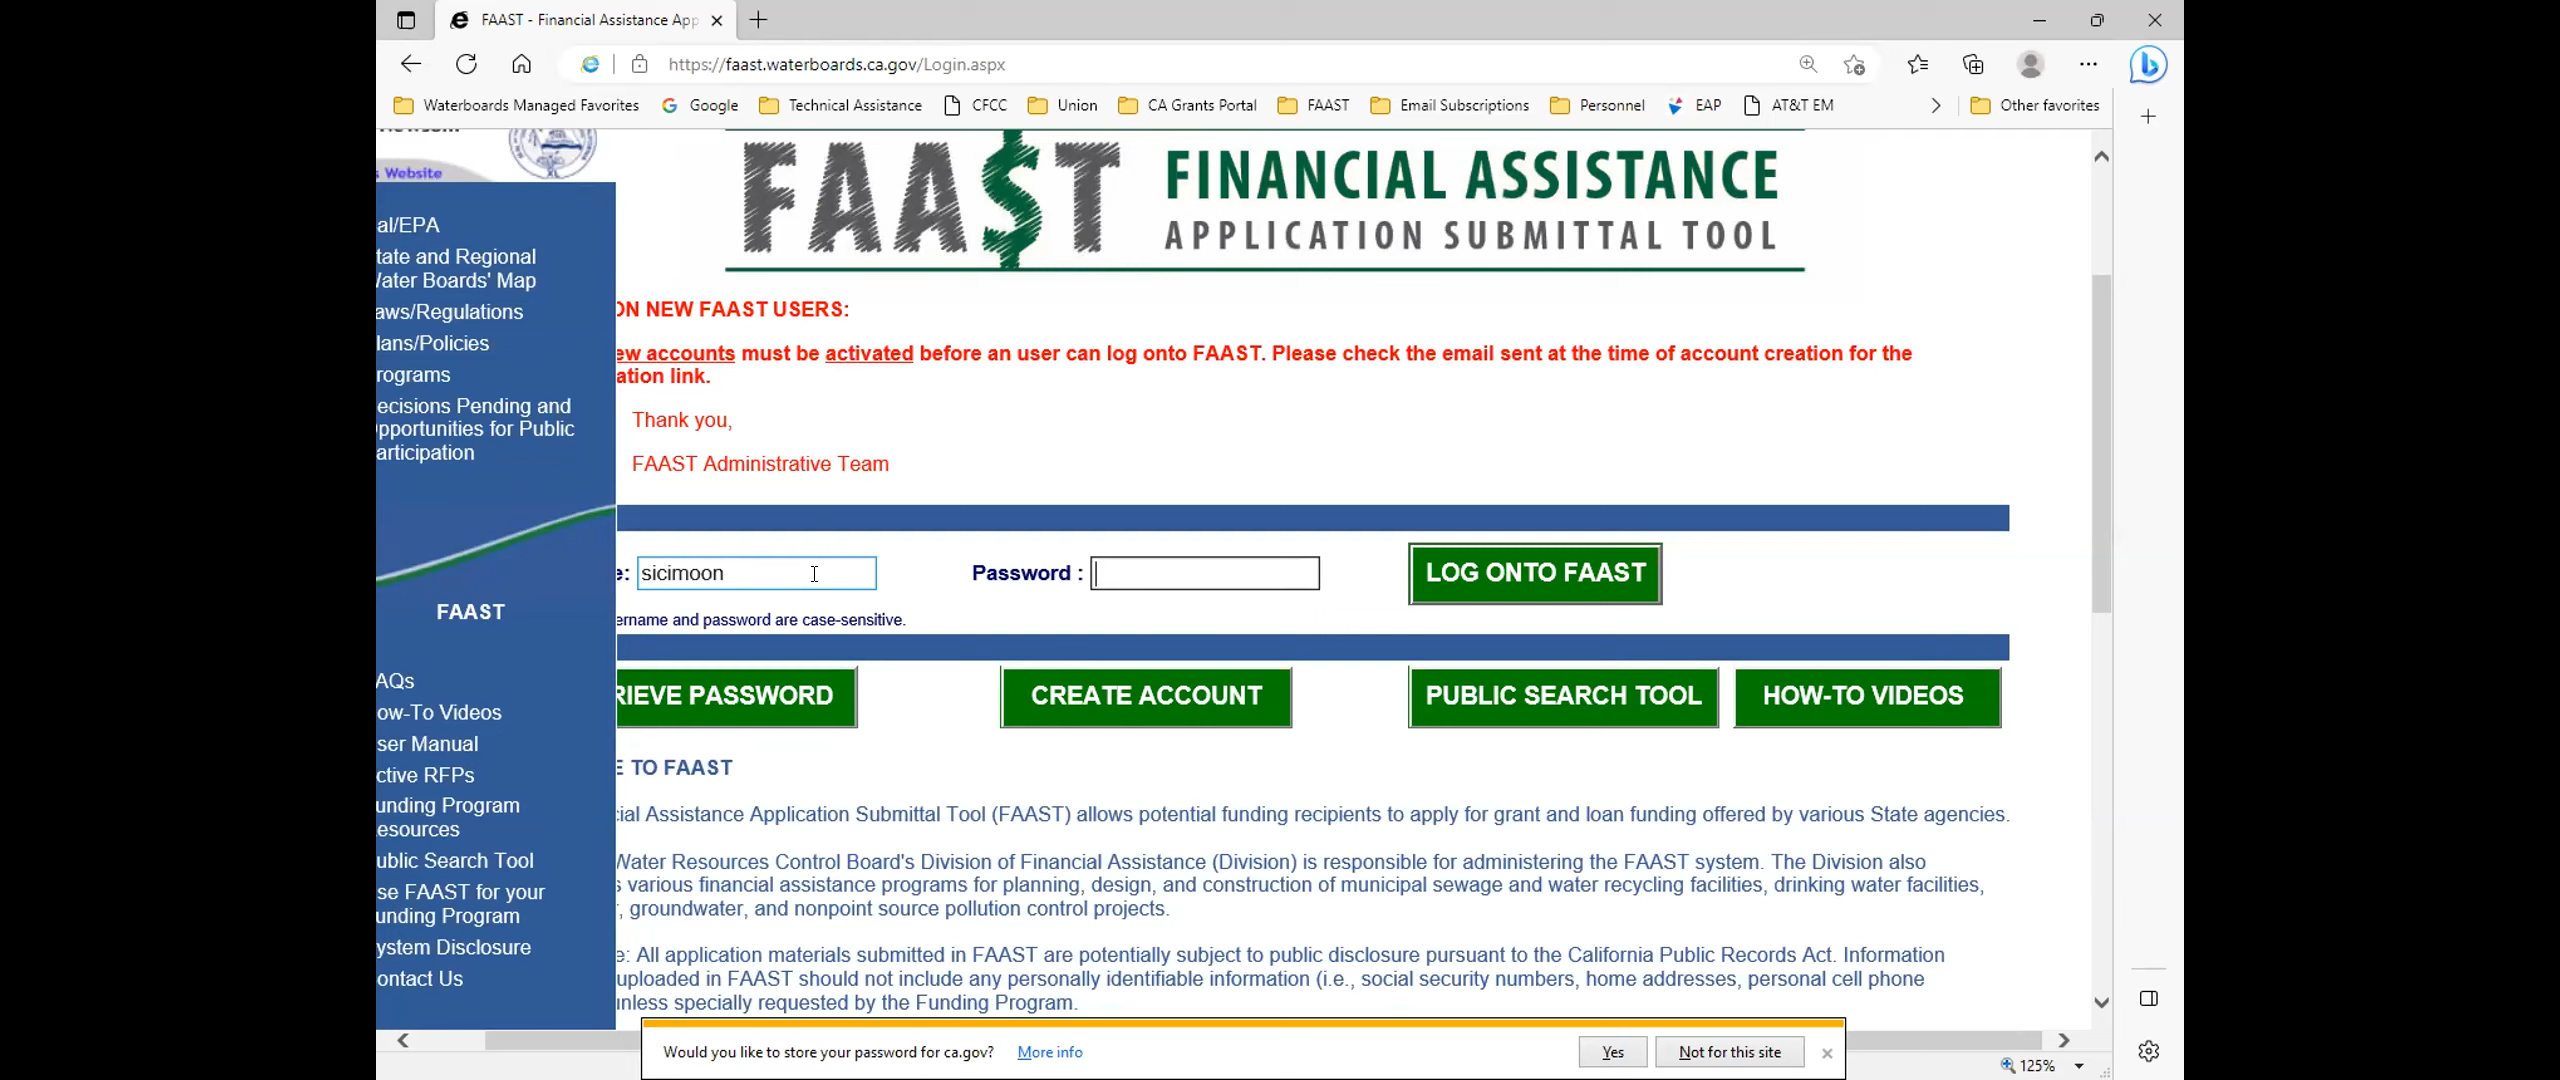 FAAST - Financial Assistance App
https://faast.waterboards.ca.gov/Login.aspx
Waterboards Managed Favorites Google Technical Assistance CFCC Union CA Grants Portal FAAST Email Subscriptions Personnel EAP AT&T EM Other favorites
s Website
al/EPA
tate and Regional
ater Boards' Map
aws/Regulations
lans/Policies
rograms
ecisions Pending and
pportunities for Public
articipation
FAAST
AQs
ow-To Videos
ser Manual
ctive RFPs
unding Program
esources
ublic Search Tool
se FAAST for your
unding Program
ystem Disclosure
ontact Us
FAA$T
FINANCIAL ASSISTANCE
APPLICATION SUBMITTAL TOOL
ON NEW FAAST USERS:
ew accounts must be activated before an user can log onto FAAST. Please check the email sent at the time of account creation for the
ation link.
Thank you,
FAAST Administrative Team
e: sicimoon Password : LOG ONTO FAAST
ername and password are case-sensitive.
RIEVE PASSWORD CREATE ACCOUNT PUBLIC SEARCH TOOL HOW-TO VIDEOS
E TO FAAST
cial Assistance Application Submittal Tool (FAAST) allows potential funding recipients to apply for grant and loan funding offered by various State agencies.
Water Resources Control Board's Division of Financial Assistance (Division) is responsible for administering the FAAST system. The Division also
s various financial assistance programs for planning, design, and construction of municipal sewage and water recycling facilities, drinking water facilities,
, groundwater, and nonpoint source pollution control projects.
e: All application materials submitted in FAAST are potentially subject to public disclosure pursuant to the California Public Records Act. Information
uploaded in FAAST should not include any personally identifiable information (i.e., social security numbers, home addresses, personal cell phone
unless specially requested by the Funding Program.
Would you like to store your password for ca.gov? More info Yes Not for this site
125%